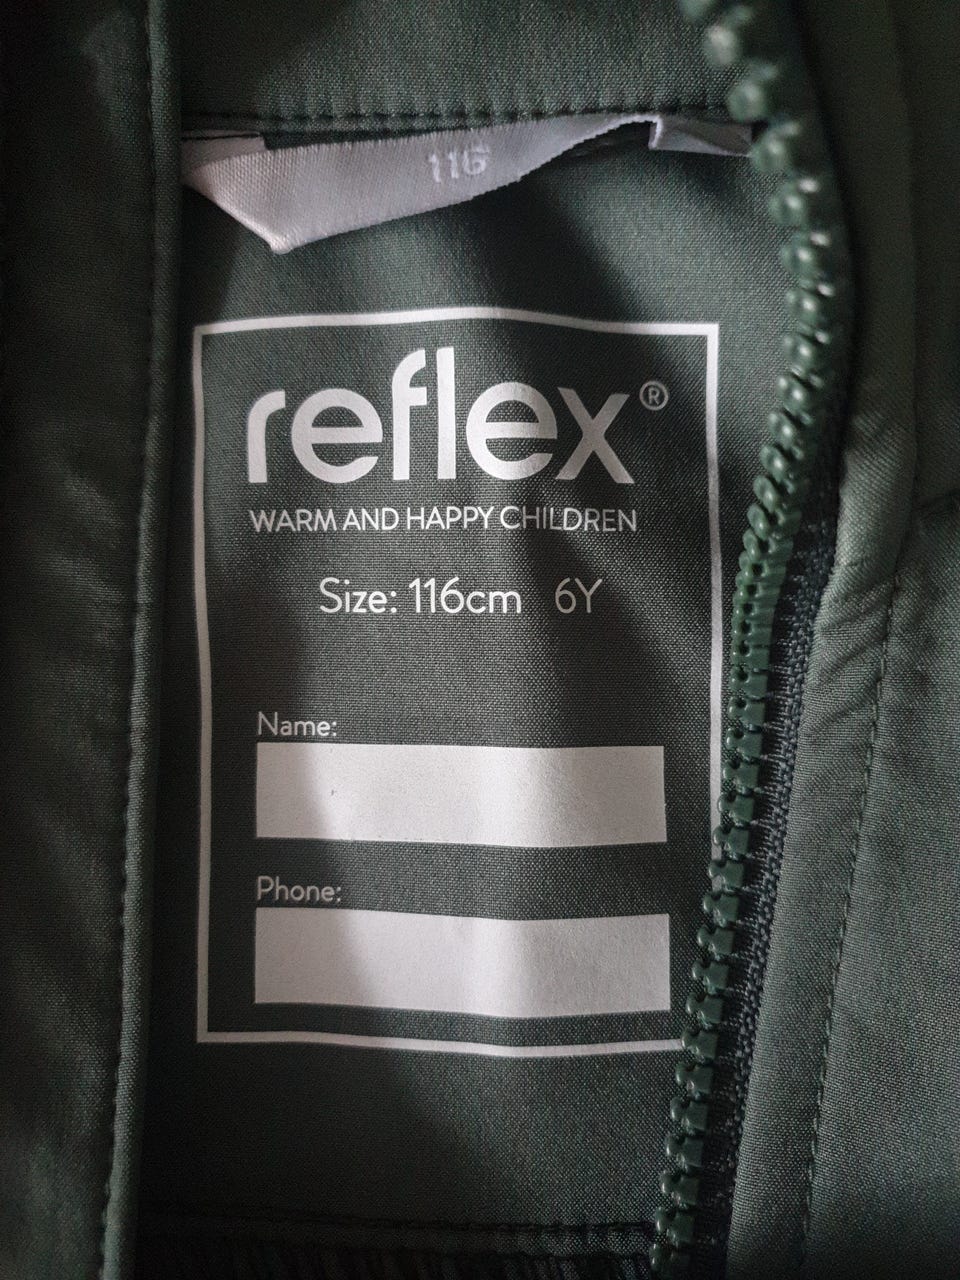 116
reflex®
WARM AND HAPPY CHILDREN
Size: 116cm 6Y
Name:
Phone: